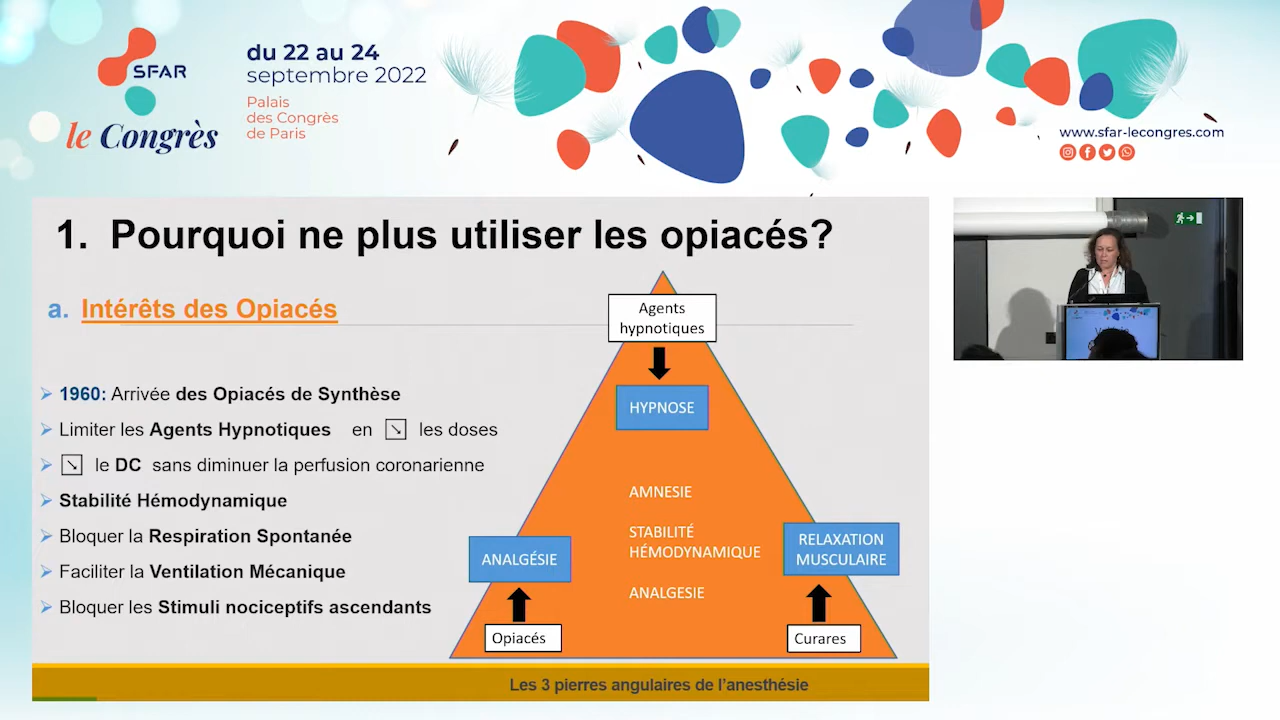 SFAR
le Congrès
du 22 au 24
septembre 2022
Palais
des Congrès
de Paris
www.sfar-lecongres.com
1. Pourquoi ne plus utiliser les opiacés?
a. Intérêts des Opiacés
1960: Arrivée des Opiacés de Synthèse
Limiter les Agents Hypnotiques en ↘ les doses
↘ le DC sans diminuer la perfusion coronarienne
Stabilité Hémodynamique
Bloquer la Respiration Spontanée
Faciliter la Ventilation Mécanique
Bloquer les Stimuli nociceptifs ascendants
Agents
hypnotiques
HYPNOSE
AMNESIE
STABILITÉ
HÉMODYNAMIQUE
ANALGESIE
ANALGÉSIE
Opiacés
RELAXATION
MUSCULAIRE
Curares
Les 3 pierres angulaires de l'anesthésie